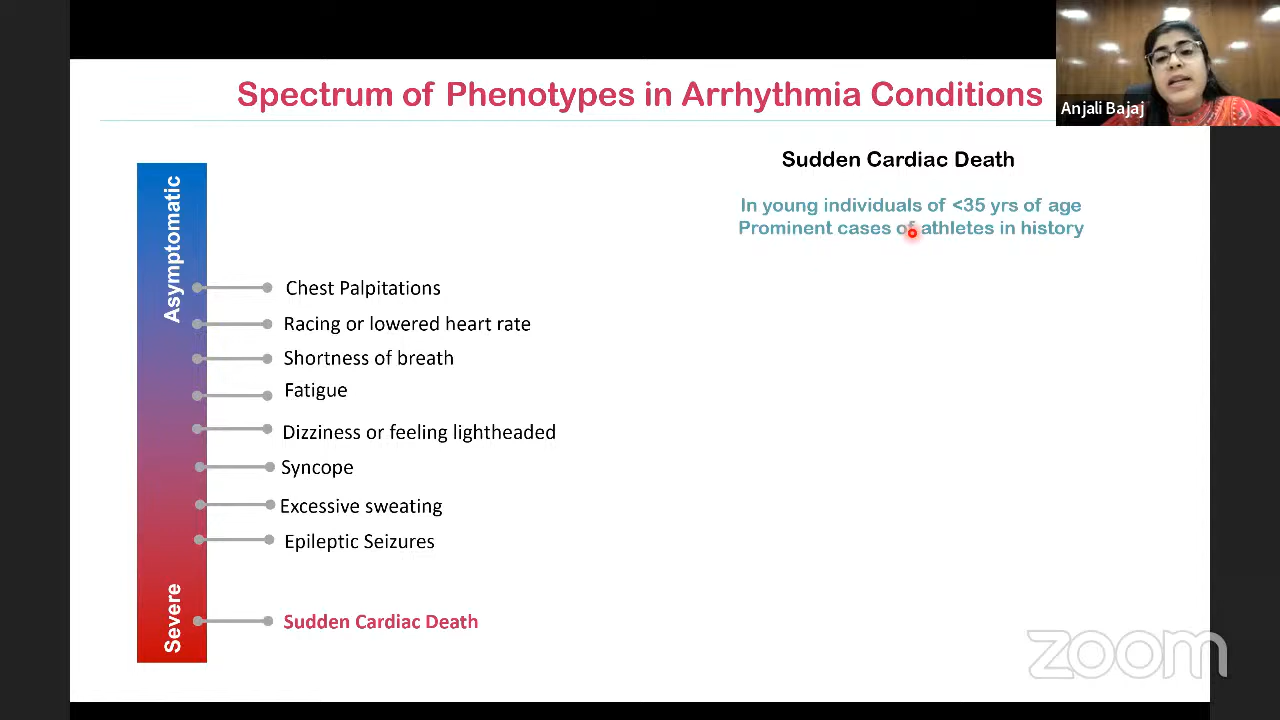 Spectrum of Phenotypes in Arrhythmia Conditions
Anjali Bajaj
Sudden Cardiac Death
In young individuals of <35 yrs of age
Prominent cases of athletes in history
Asymptomatic
Chest Palpitations
Racing or lowered heart rate
Shortness of breath
Fatigue
Dizziness or feeling lightheaded
Syncope
Excessive sweating
Epileptic Seizures
Severe
Sudden Cardiac Death
zoom